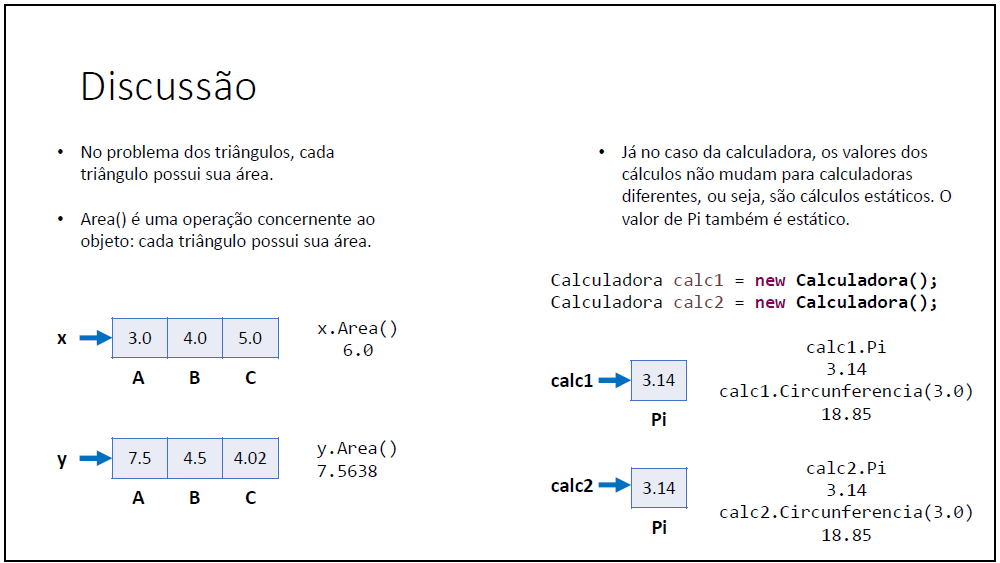 Discussão
• No problema dos triângulos, cada
triângulo possui sua área.
• Area() é uma operação concernente ao
objeto: cada triângulo possui sua área.
x
3.0 4.0 5.0
A B C
x.Area()
6.0
y
7.5 4.5 4.02
A B C
y.Area()
7.5638
• Já no caso da calculadora, os valores dos
cálculos não mudam para calculadoras
diferentes, ou seja, são cálculos estáticos. O
valor de Pi também é estático.
Calculadora calc1 = new Calculadora();
Calculadora calc2 = new Calculadora();
calc1
3.14
Pi
calc1.Pi
3.14
calc1.Circunferencia(3.0)
18.85
calc2
3.14
Pi
calc2.Pi
3.14
calc2.Circunferencia(3.0)
18.85